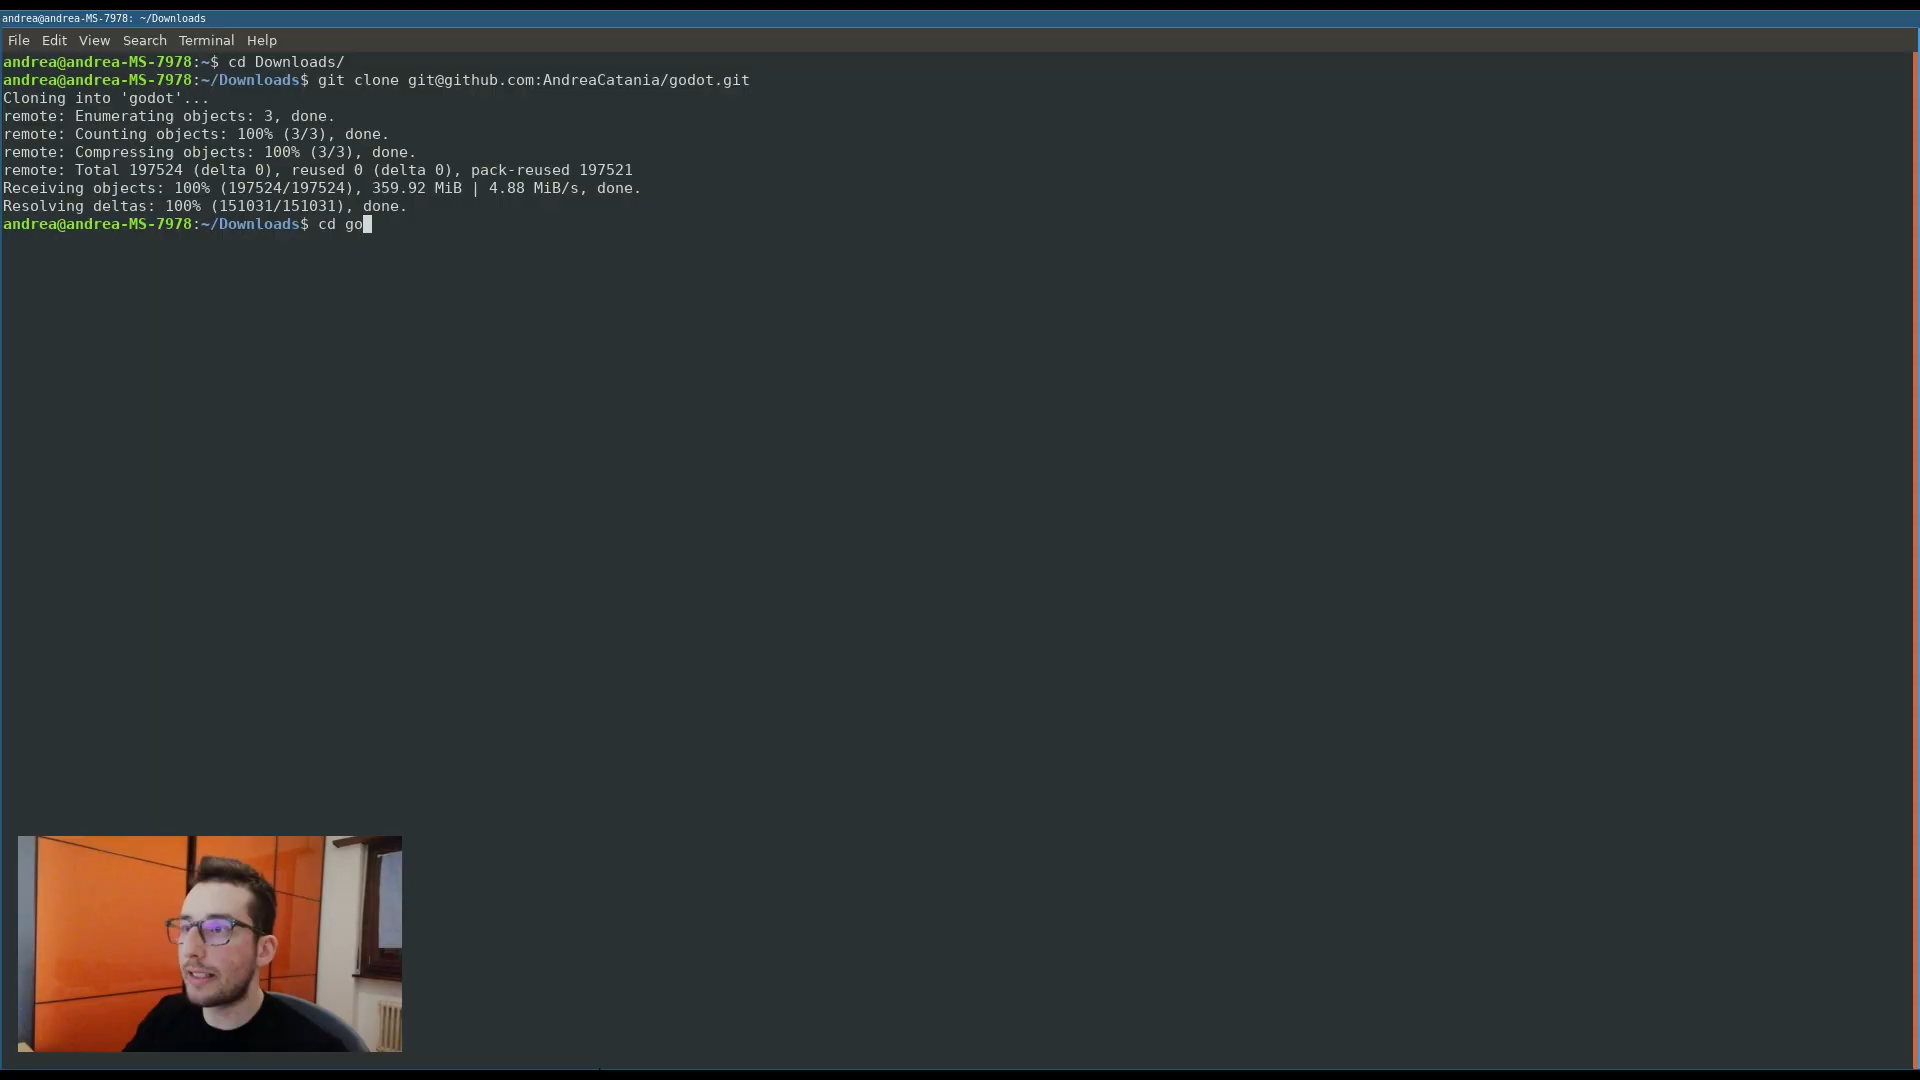 andrea@andrea-MS-7978: ~/Downloads
File Edit View Search Terminal Help
andrea@andrea-MS-7978:~$ cd Downloads/
andrea@andrea-MS-7978:~/Downloads$ git clone git@github.com:AndreaCatania/godot.git
Cloning into 'godot'...
remote: Enumerating objects: 3, done.
remote: Counting objects: 100% (3/3), done.
remote: Compressing objects: 100% (3/3), done.
remote: Total 197524 (delta 0), reused 0 (delta 0), pack-reused 197521
Receiving objects: 100% (197524/197524), 359.92 MiB | 4.88 MiB/s, done.
Resolving deltas: 100% (151031/151031), done.
andrea@andrea-MS-7978:~/Downloads$ cd go